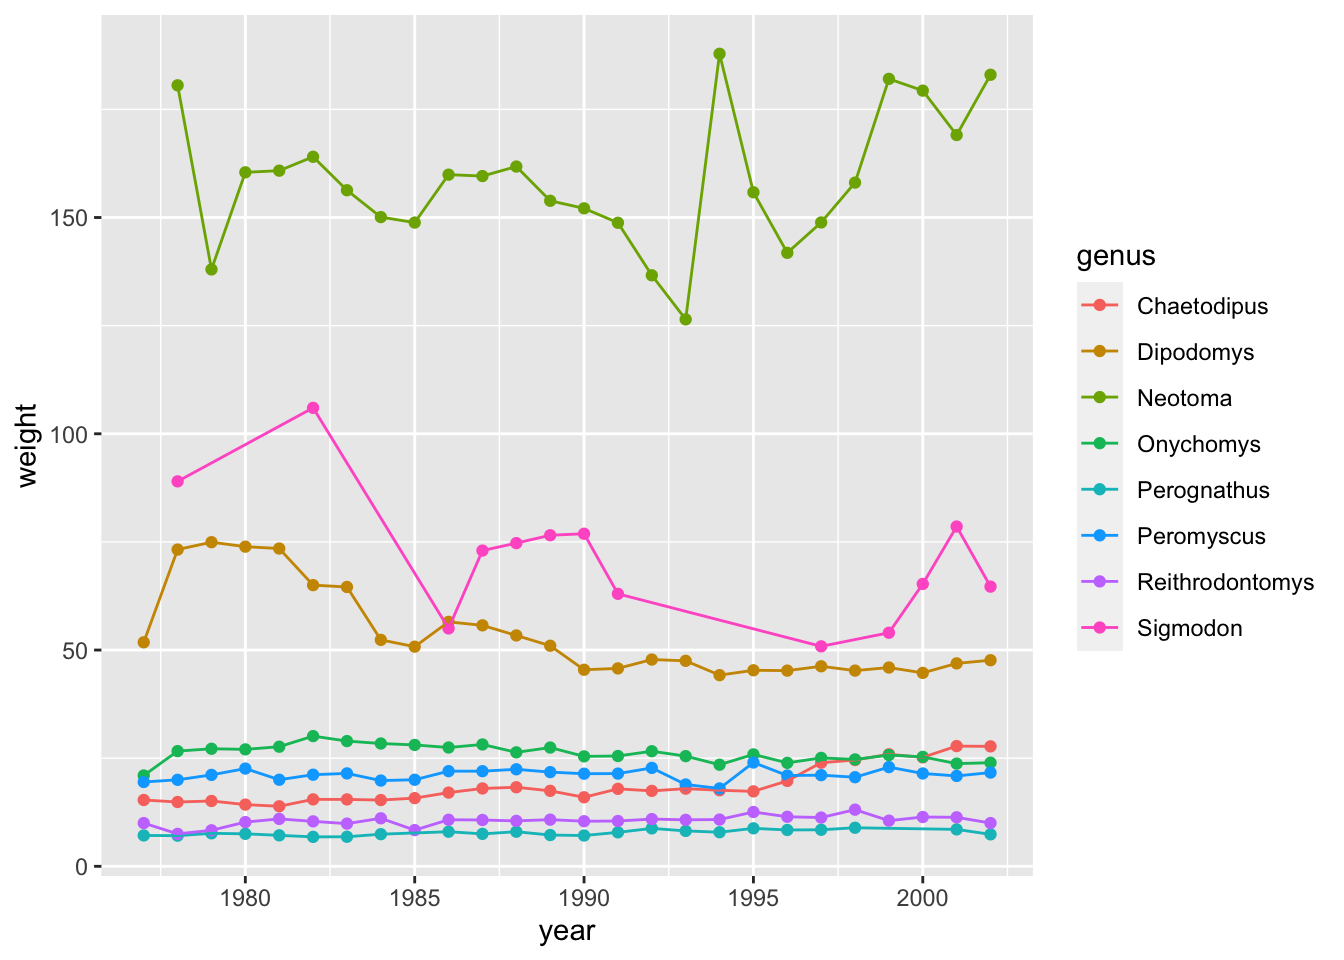 150
100
50
0
weight
1980
1985
1990
1995
2000
year
genus
Chaetodipus
Dipodomys
Neotoma
Onychomys
Perognathus
Peromyscus
Reithrodontomys
Sigmodon